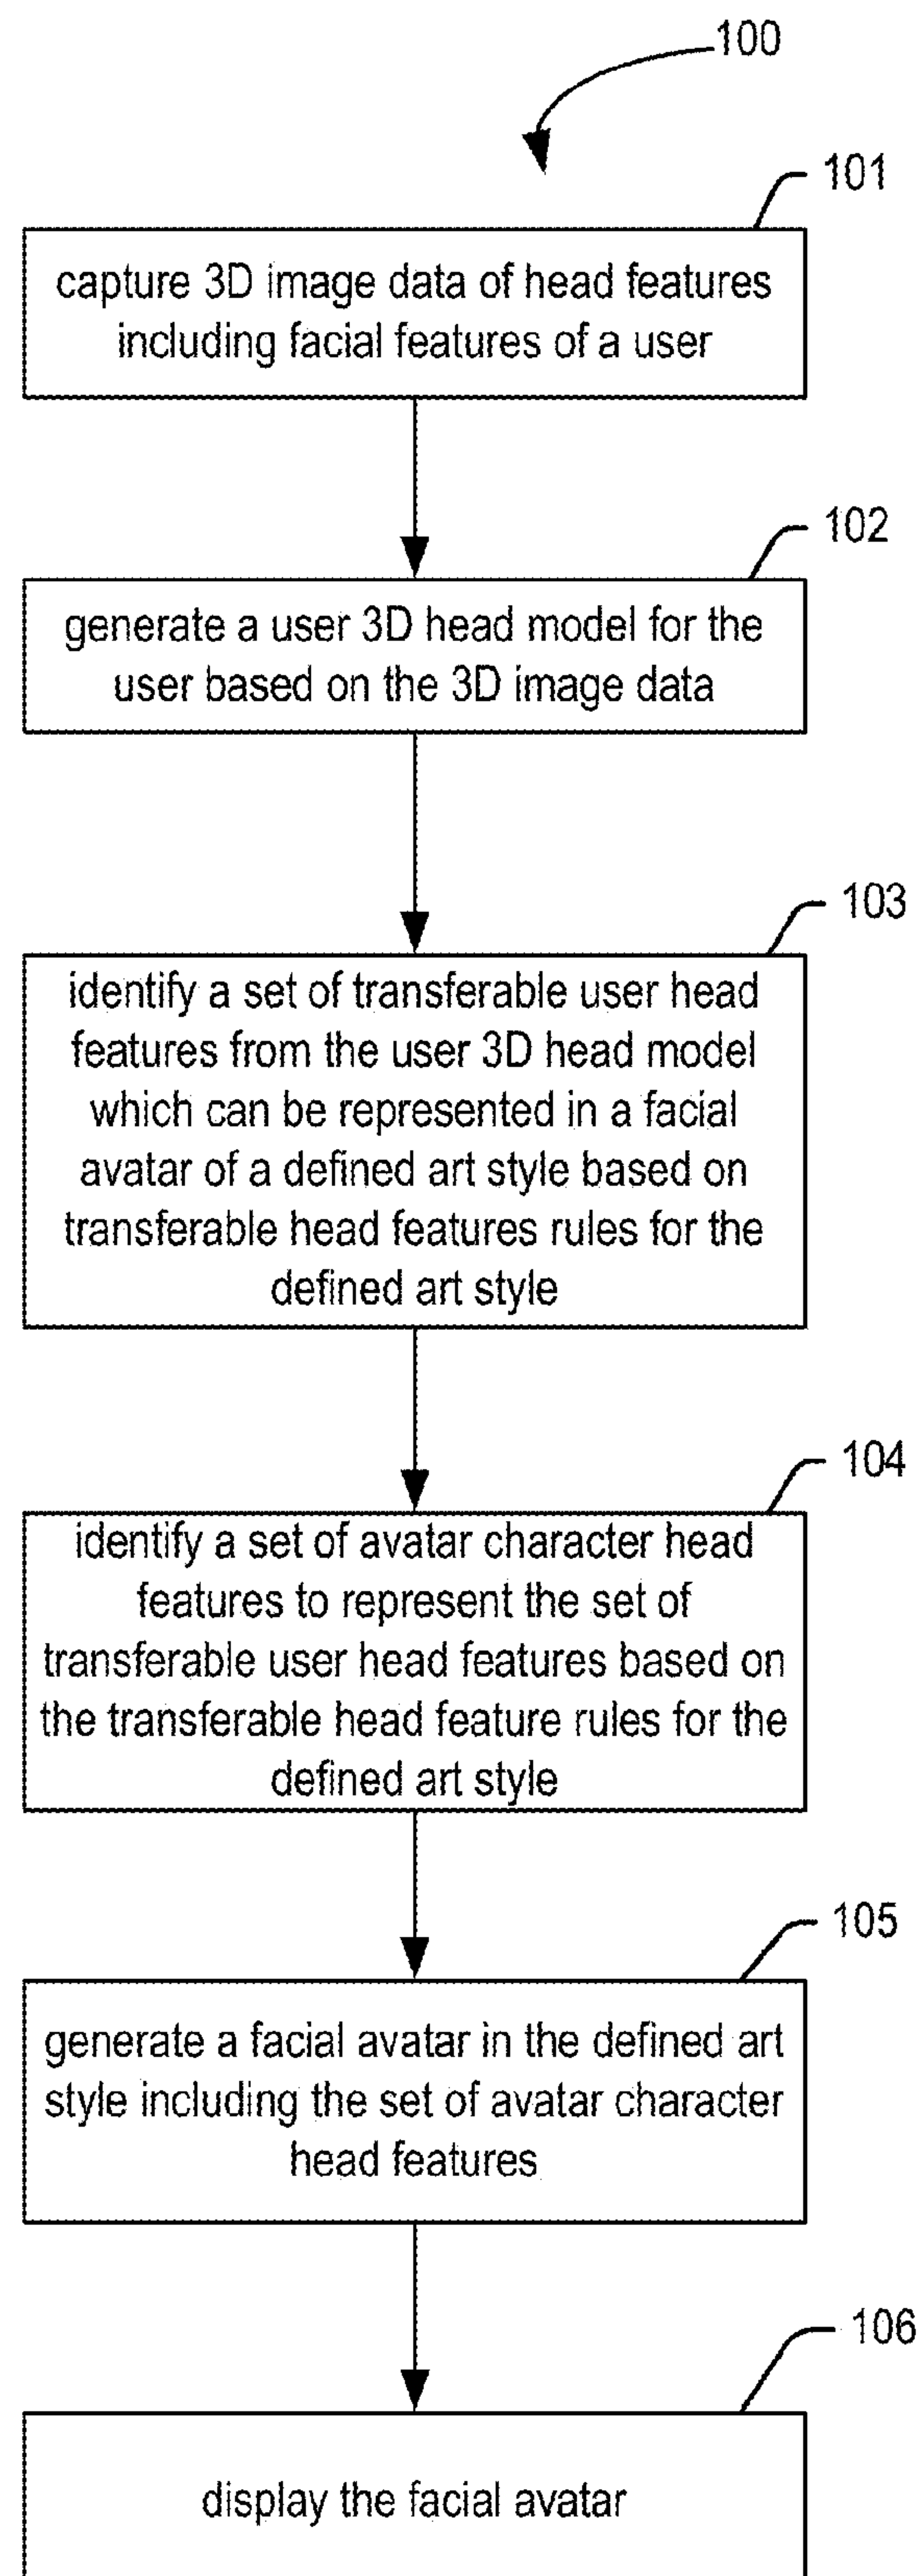 100
101
capture 3D image data of head features
including facial features of a user
102
generate a user 3D head model for the
user based on the 3D image data
103
identify a set of transferable user head
features from the user 3D head model
which can be represented in a facial
avatar of a defined art style based on
transferable head features rules for the
defined art style
104
identify a set of avatar character head
features to represent the set of
transferable user head features based on
the transferable head feature rules for the
defined art style
105
generate a facial avatar in the defined art
style including the set of avatar character
head features
106
display the facial avatar